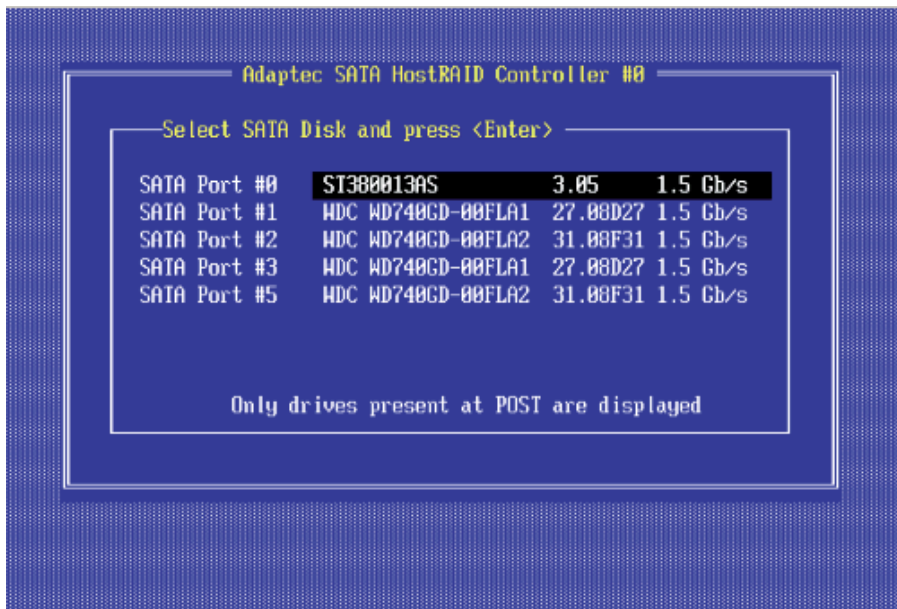 Adaptec SATA HostRAID Controller #0
Select SATA Disk and press <Enter>
SATA Port #0 ST380013AS 3.05 1.5 Gb/s
SATA Port #1 WDC WD740GD-00FLA1 27.08D27 1.5 Gb/s
SATA Port #2 WDC WD740GD-00FLA2 31.08F31 1.5 Gb/s
SATA Port #3 WDC WD740GD-00FLA1 27.08D27 1.5 Gb/s
SATA Port #5 WDC WD740GD-00FLA2 31.08F31 1.5 Gb/s
Only drives present at POST are displayed